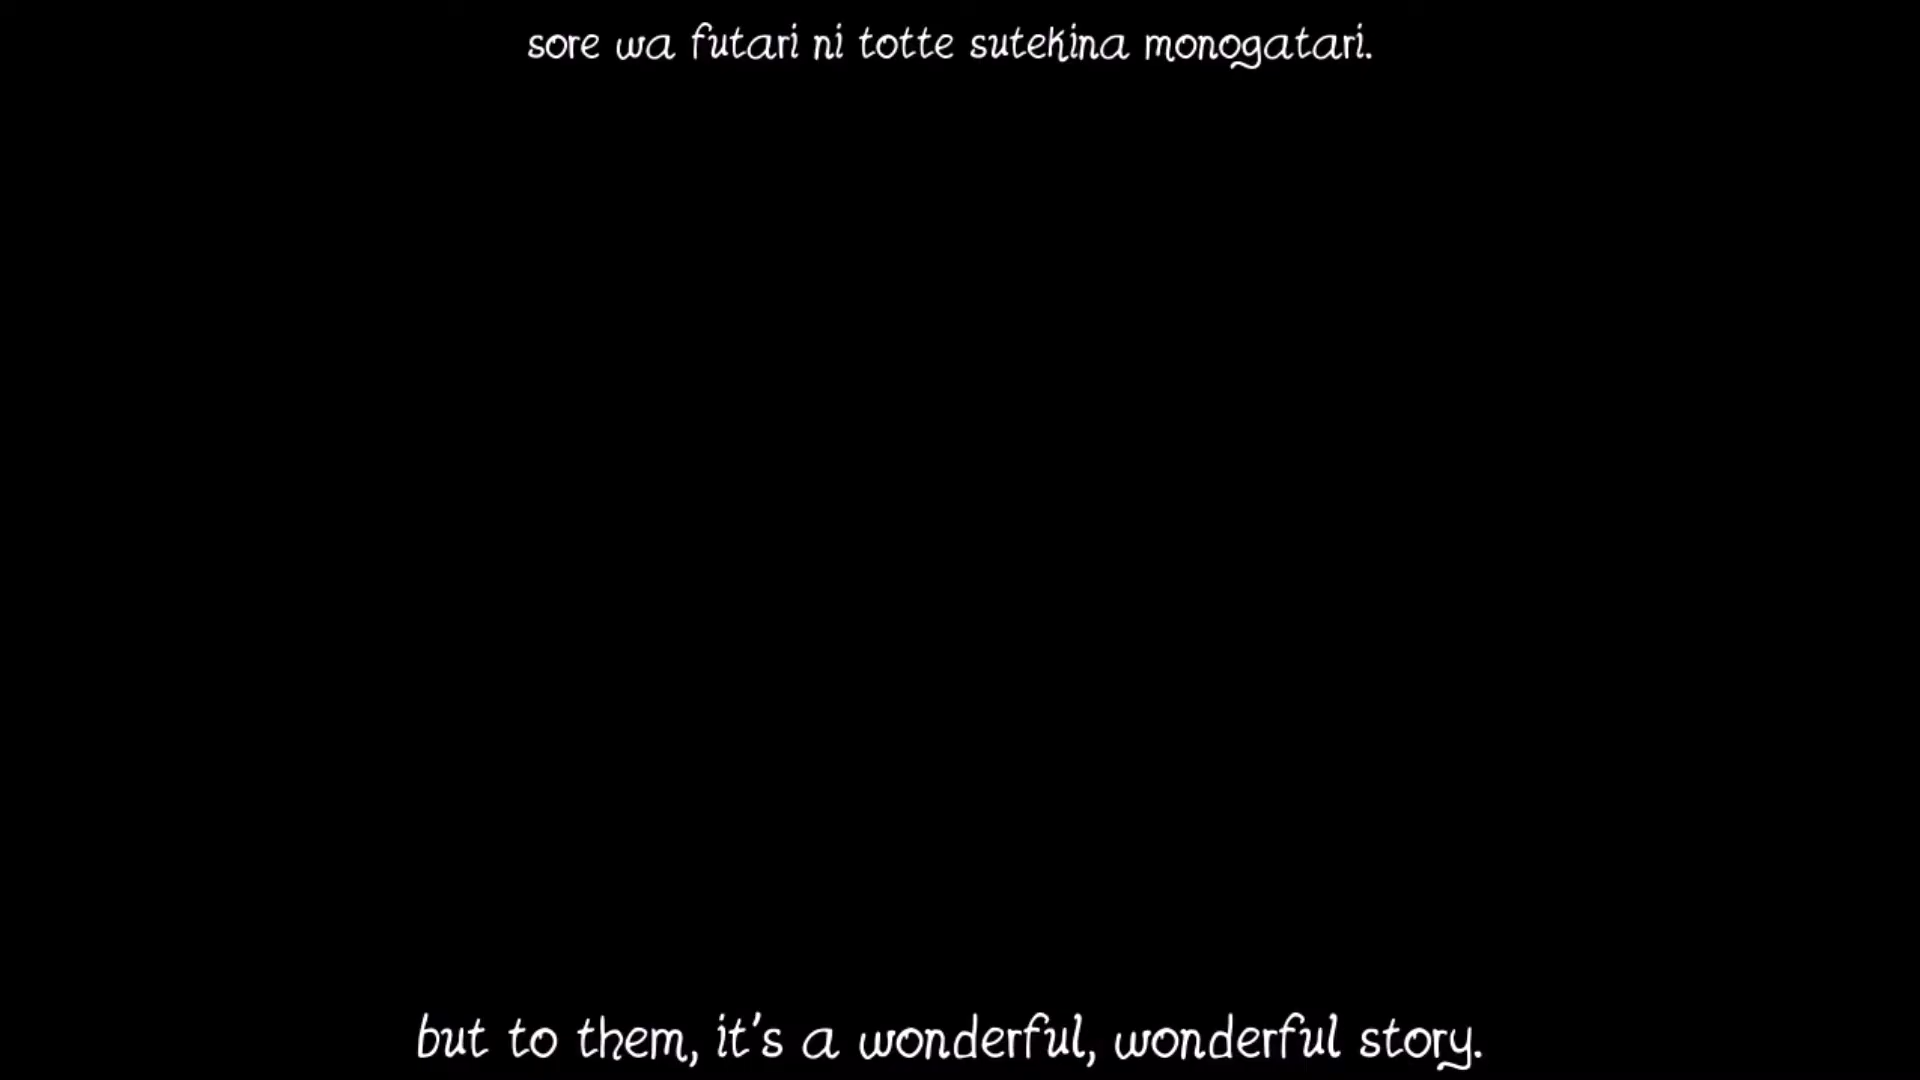 sore wa futari ni totte sutekina monogatari.
but to them, it's a wonderful, wonderful story.